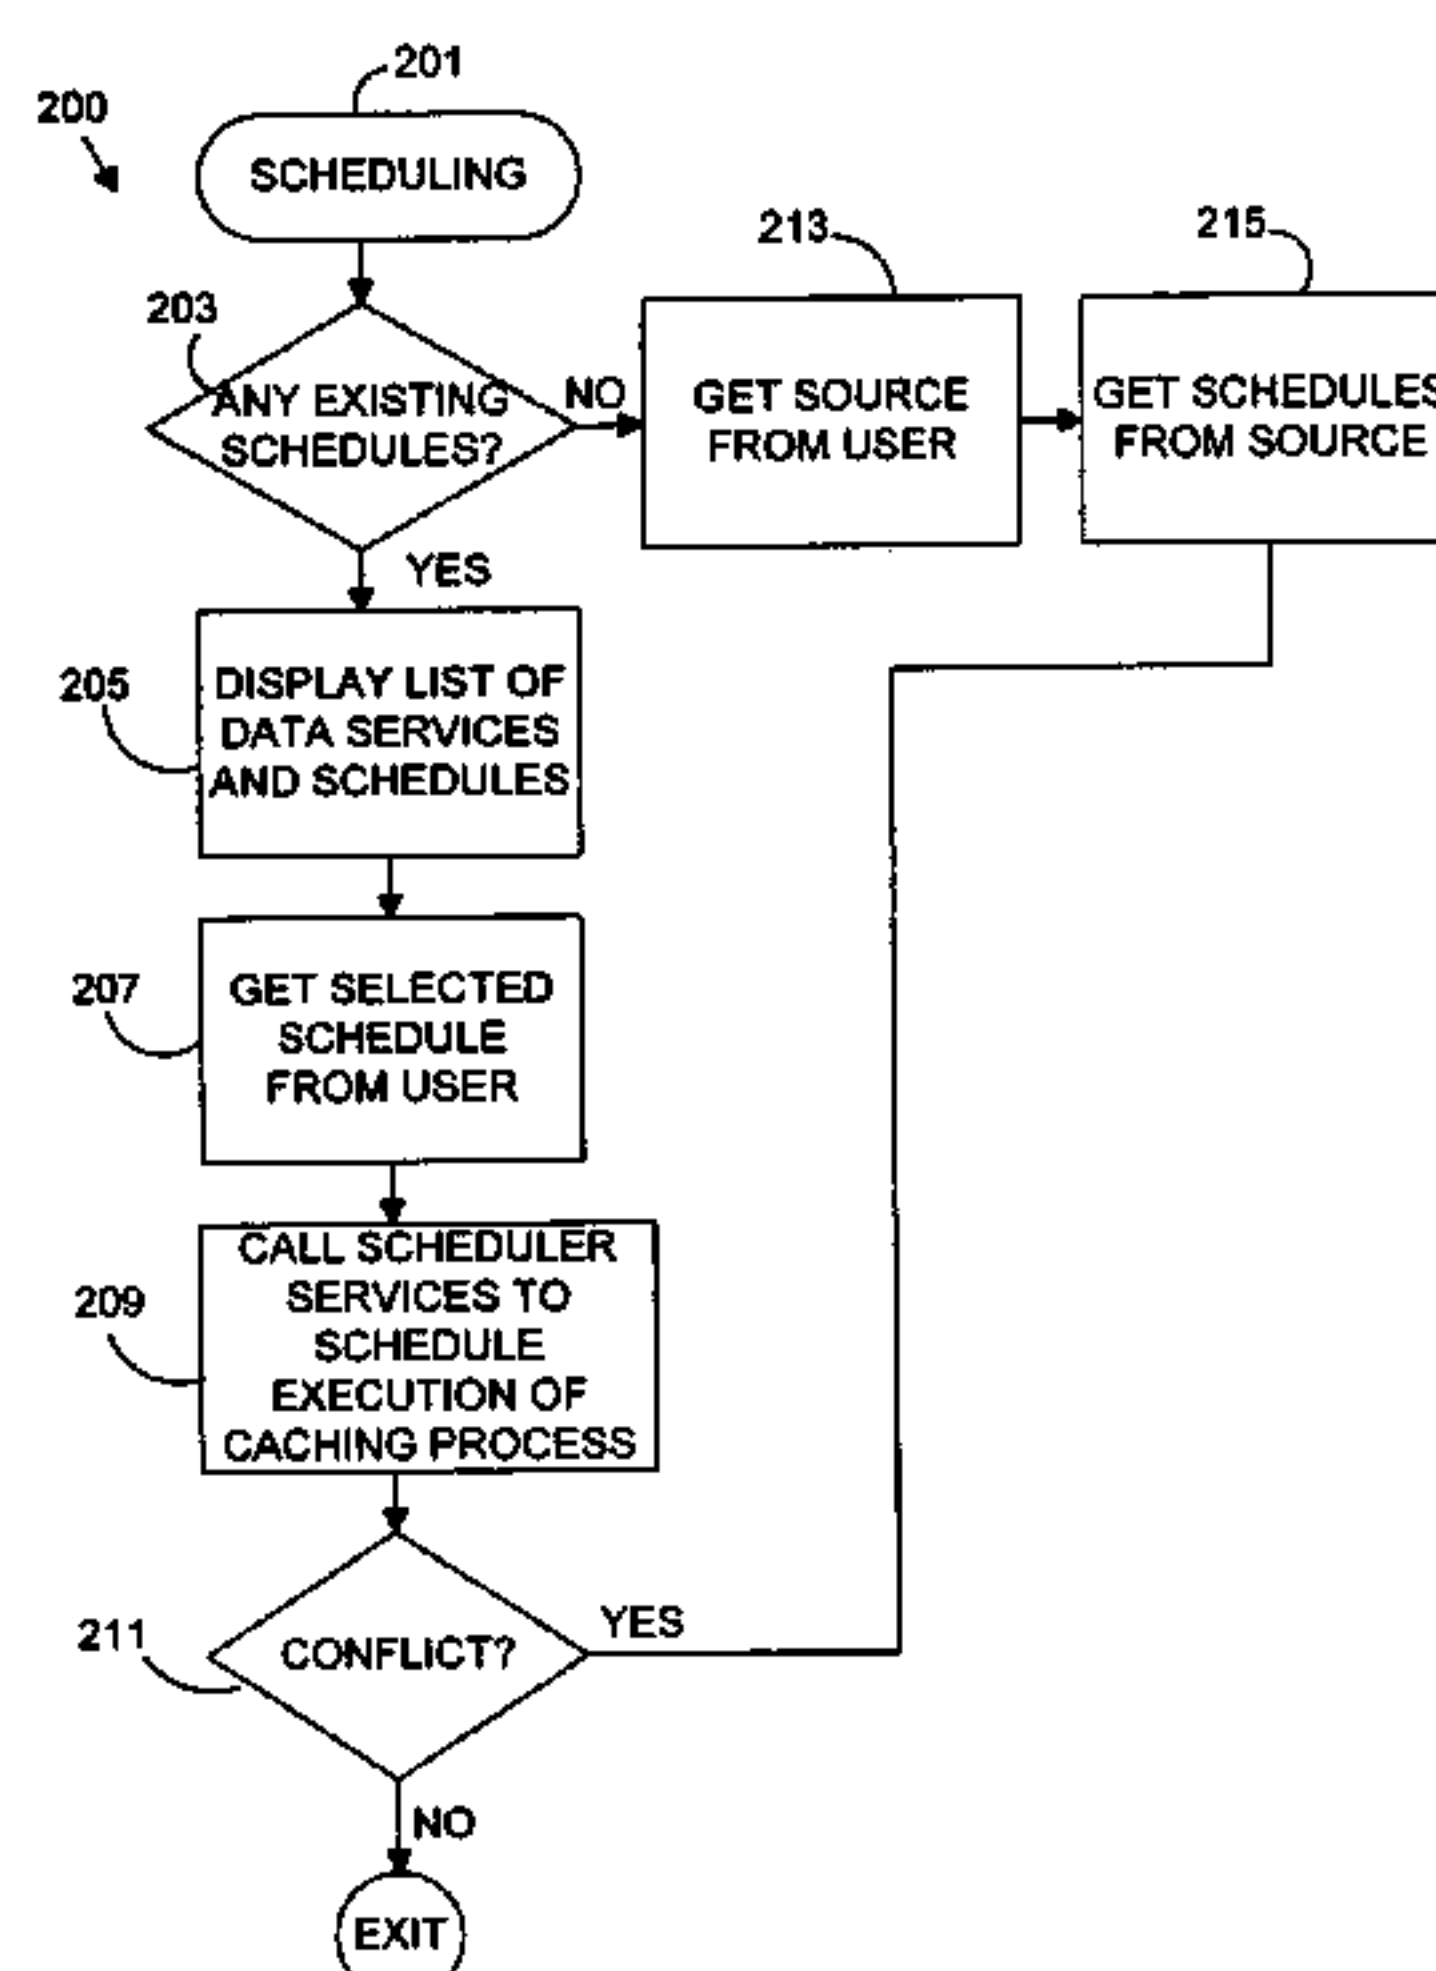 200
201
SCHEDULING
203
ANY EXISTING
SCHEDULES?
NO
213
GET SOURCE
FROM USER
215
GET SCHEDULES
FROM SOURCE
YES
205
DISPLAY LIST OF
DATA SERVICES
AND SCHEDULES
207
GET SELECTED
SCHEDULE
FROM USER
209
CALL SCHEDULER
SERVICES TO
SCHEDULE
EXECUTION OF
CACHING PROCESS
211
CONFLICT?
YES
NO
EXIT